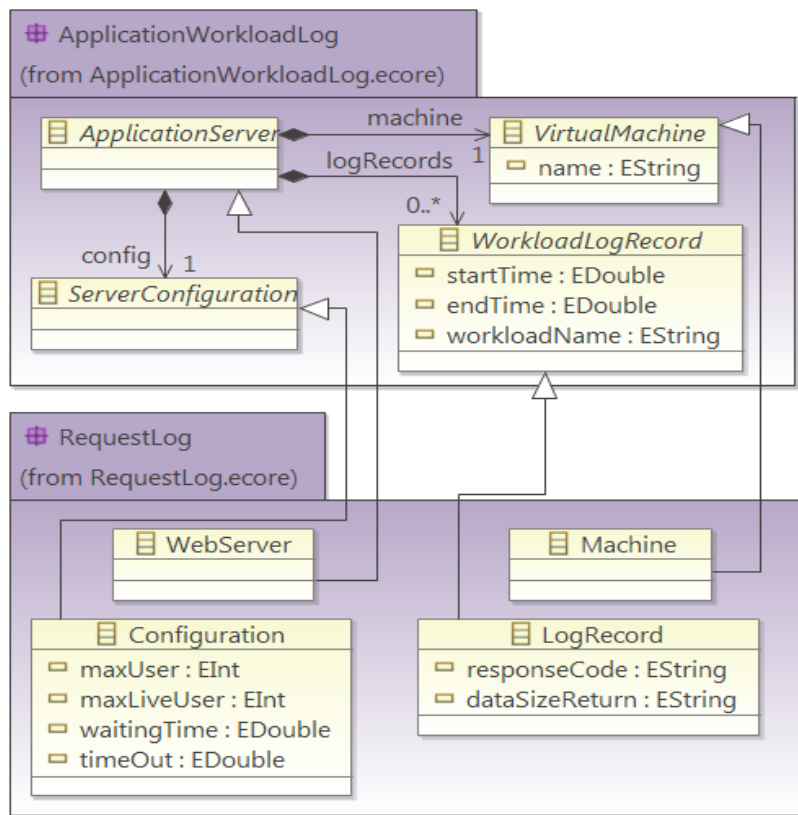 ApplicationWorkloadLog
(from ApplicationWorkloadLog.ecore)
ApplicationServer
machine
1
VirtualMachine
name : EString
logRecords
0..*
WorkloadLogRecord
startTime : EDouble
endTime : EDouble
workloadName : EString
config
1
ServerConfiguration
RequestLog
(from RequestLog.ecore)
WebServer
Machine
Configuration
maxUser : EInt
maxLiveUser : EInt
waitingTime : EDouble
timeOut : EDouble
LogRecord
responseCode : EString
dataSizeReturn : EString